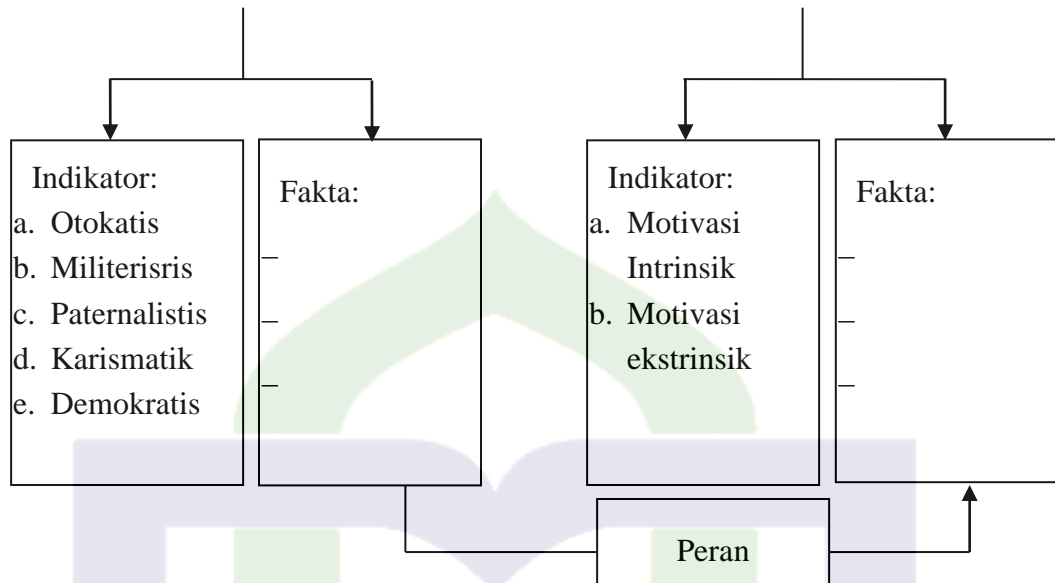 Indikator:
a. Otokatis
b. Militerisris
c. Paternalistis
d. Karismatik
e. Demokratis
Fakta:
_
_
_
Indikator:
a. Motivasi
Intrinsik
b. Motivasi
ekstrinsik
Fakta:
_
_
_
Peran